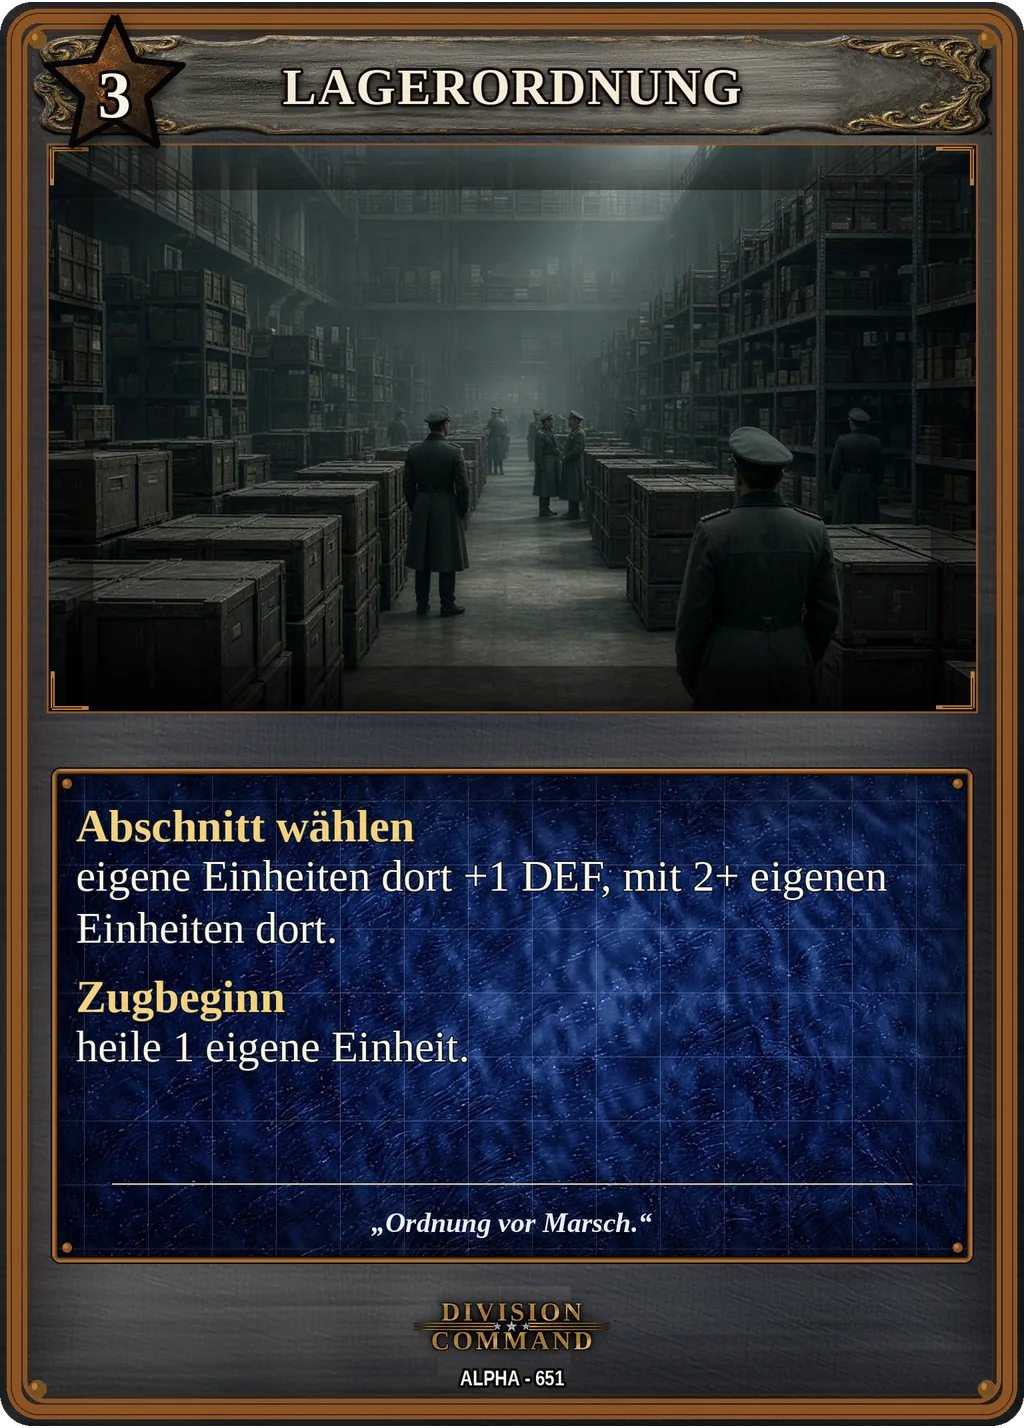 3
LAGERORDNUNG
Abschnitt wählen
eigene Einheiten dort +1 DEF, mit 2+ eigenen
Einheiten dort.
Zugbeginn
heile 1 eigene Einheit.
„Ordnung vor Marsch.“
DIVISION
COMMAND
ALPHA - 651